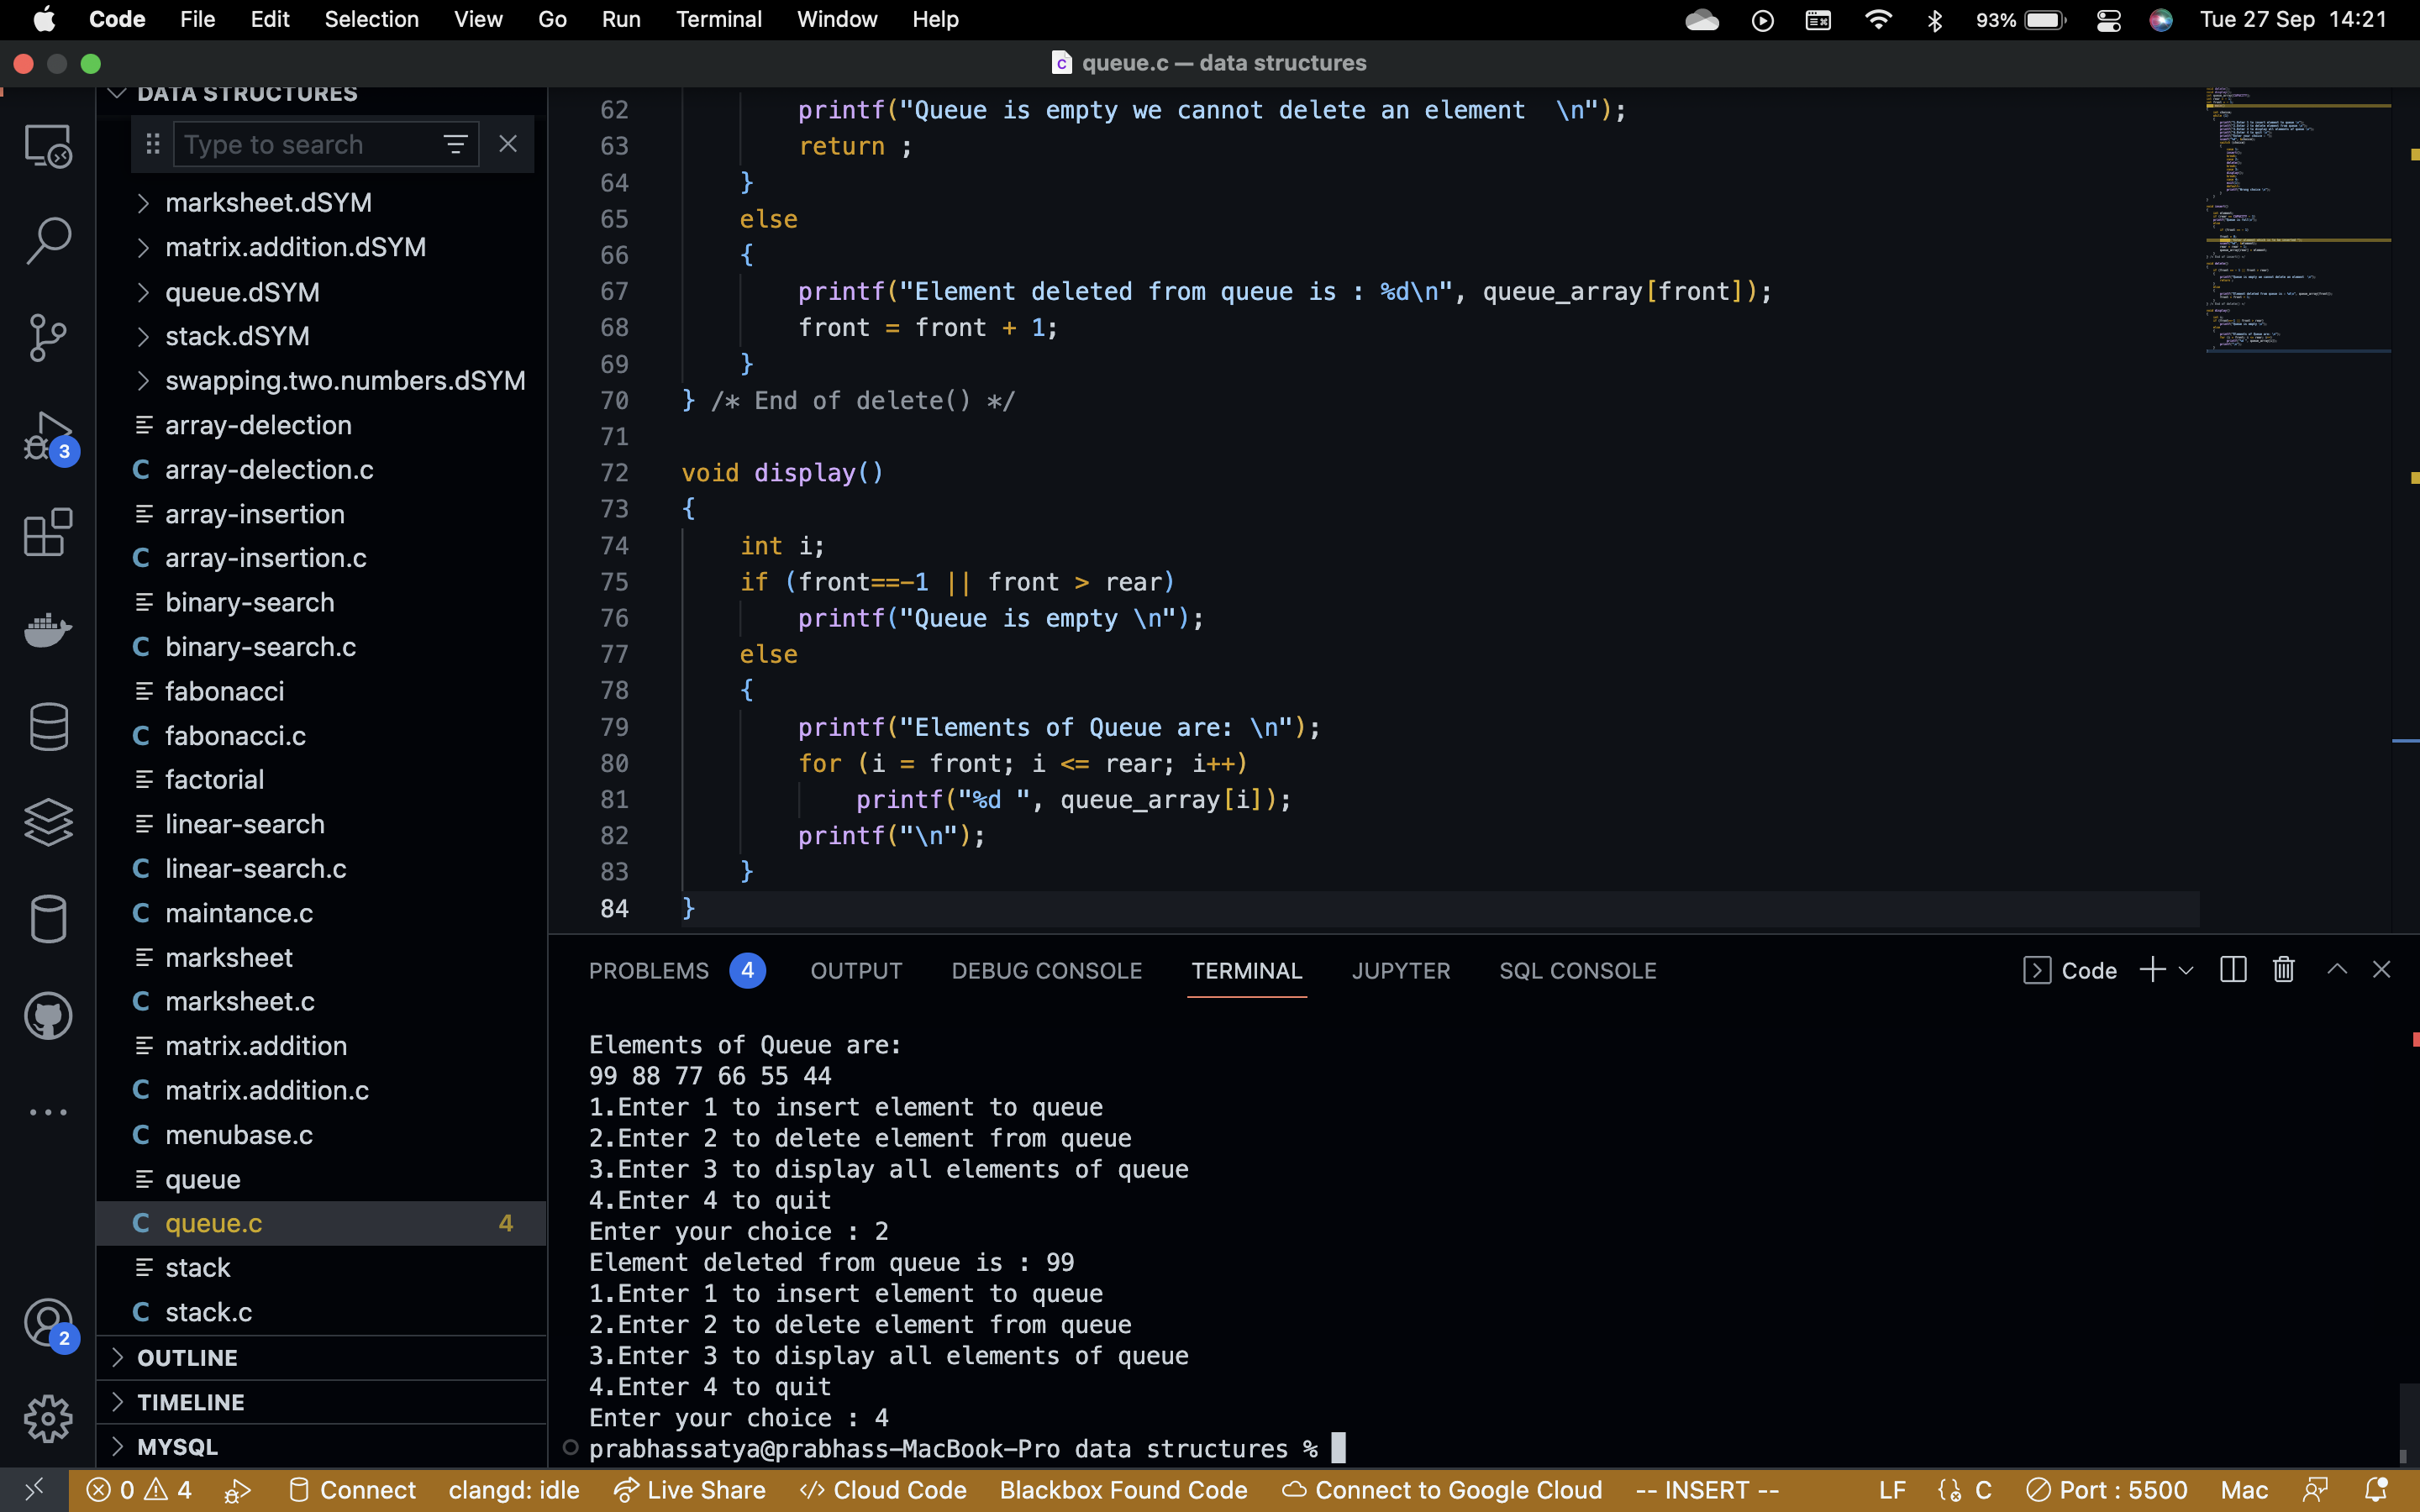 Code File Edit Selection View Go Run Terminal Window Help 93% Tue 27 Sep 14:21
queue.c — data structures
DATA STRUCTURES
Type to search
marksheet.dSYM
matrix.addition.dSYM
queue.dSYM
stack.dSYM
swapping.two.numbers.dSYM
array-delection
C array-delection.c
array-insertion
C array-insertion.c
binary-search
C binary-search.c
fabonacci
C fabonacci.c
factorial
linear-search
C linear-search.c
C maintance.c
marksheet
C marksheet.c
matrix.addition
C matrix.addition.c
C menubase.c
queue
C queue.c 4
stack
C stack.c
OUTLINE
TIMELINE
MYSQL
3
2
62 printf("Queue is empty we cannot delete an element  \n");
63 return ;
64 }
65 else
66 {
67 printf("Element deleted from queue is : %d\n", queue_array[front]);
68 front = front + 1;
69 }
70 } /* End of delete() */
71
72 void display()
73 {
74 int i;
75 if (front==-1 || front > rear)
76 printf("Queue is empty \n");
77 else
78 {
79 printf("Elements of Queue are: \n");
80 for (i = front; i <= rear; i++)
81 printf("%d ", queue_array[i]);
82 printf("\n");
83 }
84 }
PROBLEMS 4 OUTPUT DEBUG CONSOLE TERMINAL JUPYTER SQL CONSOLE Code
Elements of Queue are:
99 88 77 66 55 44
1.Enter 1 to insert element to queue
2.Enter 2 to delete element from queue
3.Enter 3 to display all elements of queue
4.Enter 4 to quit
Enter your choice : 2
Element deleted from queue is : 99
1.Enter 1 to insert element to queue
2.Enter 2 to delete element from queue
3.Enter 3 to display all elements of queue
4.Enter 4 to quit
Enter your choice : 4
prabhassatya@prabhass-MacBook-Pro data structures %
0 4 Connect clangd: idle Live Share Cloud Code Blackbox Found Code Connect to Google Cloud -- INSERT -- LF C Port : 5500 Mac